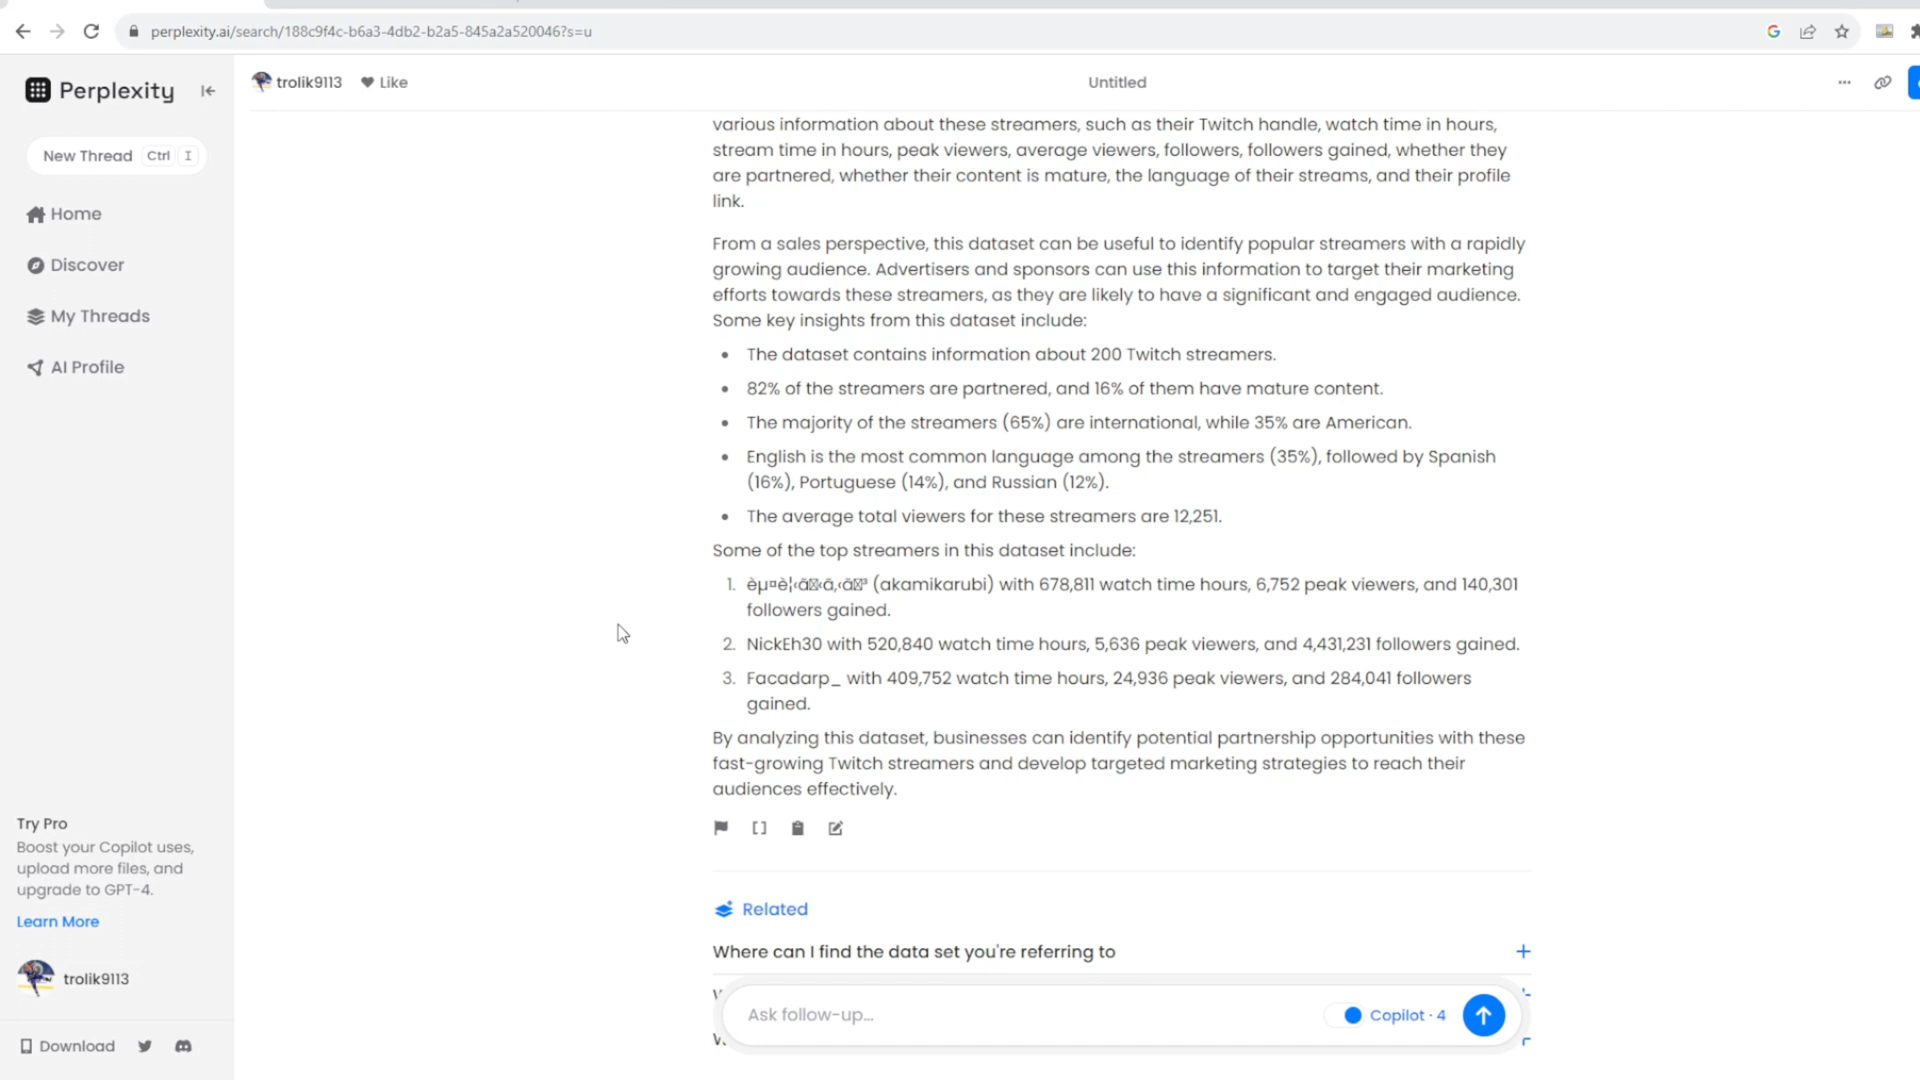 perplexity.ai/search/188c9f4c-b6a3-4db2-b2a5-845a2a520046?s=u
Perplexity
New Thread Ctrl I
Home
Discover
My Threads
AI Profile
Try Pro
Boost your Copilot uses,
upload more files, and
upgrade to GPT-4.
Learn More
trolik9113
Download
trolik9113 Like
Untitled
various information about these streamers, such as their Twitch handle, watch time in hours,
stream time in hours, peak viewers, average viewers, followers, followers gained, whether they
are partnered, whether their content is mature, the language of their streams, and their profile
link.
From a sales perspective, this dataset can be useful to identify popular streamers with a rapidly
growing audience. Advertisers and sponsors can use this information to target their marketing
efforts towards these streamers, as they are likely to have a significant and engaged audience.
Some key insights from this dataset include:
• The dataset contains information about 200 Twitch streamers.
• 82% of the streamers are partnered, and 16% of them have mature content.
• The majority of the streamers (65%) are international, while 35% are American.
• English is the most common language among the streamers (35%), followed by Spanish
(16%), Portuguese (14%), and Russian (12%).
• The average total viewers for these streamers are 12,251.
Some of the top streamers in this dataset include:
1. (akamikarubi) with 678,811 watch time hours, 6,752 peak viewers, and 140,301
followers gained.
2. NickEh30 with 520,840 watch time hours, 5,636 peak viewers, and 4,431,231 followers gained.
3. Facadarp_ with 409,752 watch time hours, 24,936 peak viewers, and 284,041 followers
gained.
By analyzing this dataset, businesses can identify potential partnership opportunities with these
fast-growing Twitch streamers and develop targeted marketing strategies to reach their
audiences effectively.
Related
Where can I find the data set you're referring to
Ask follow-up...
Copilot · 4